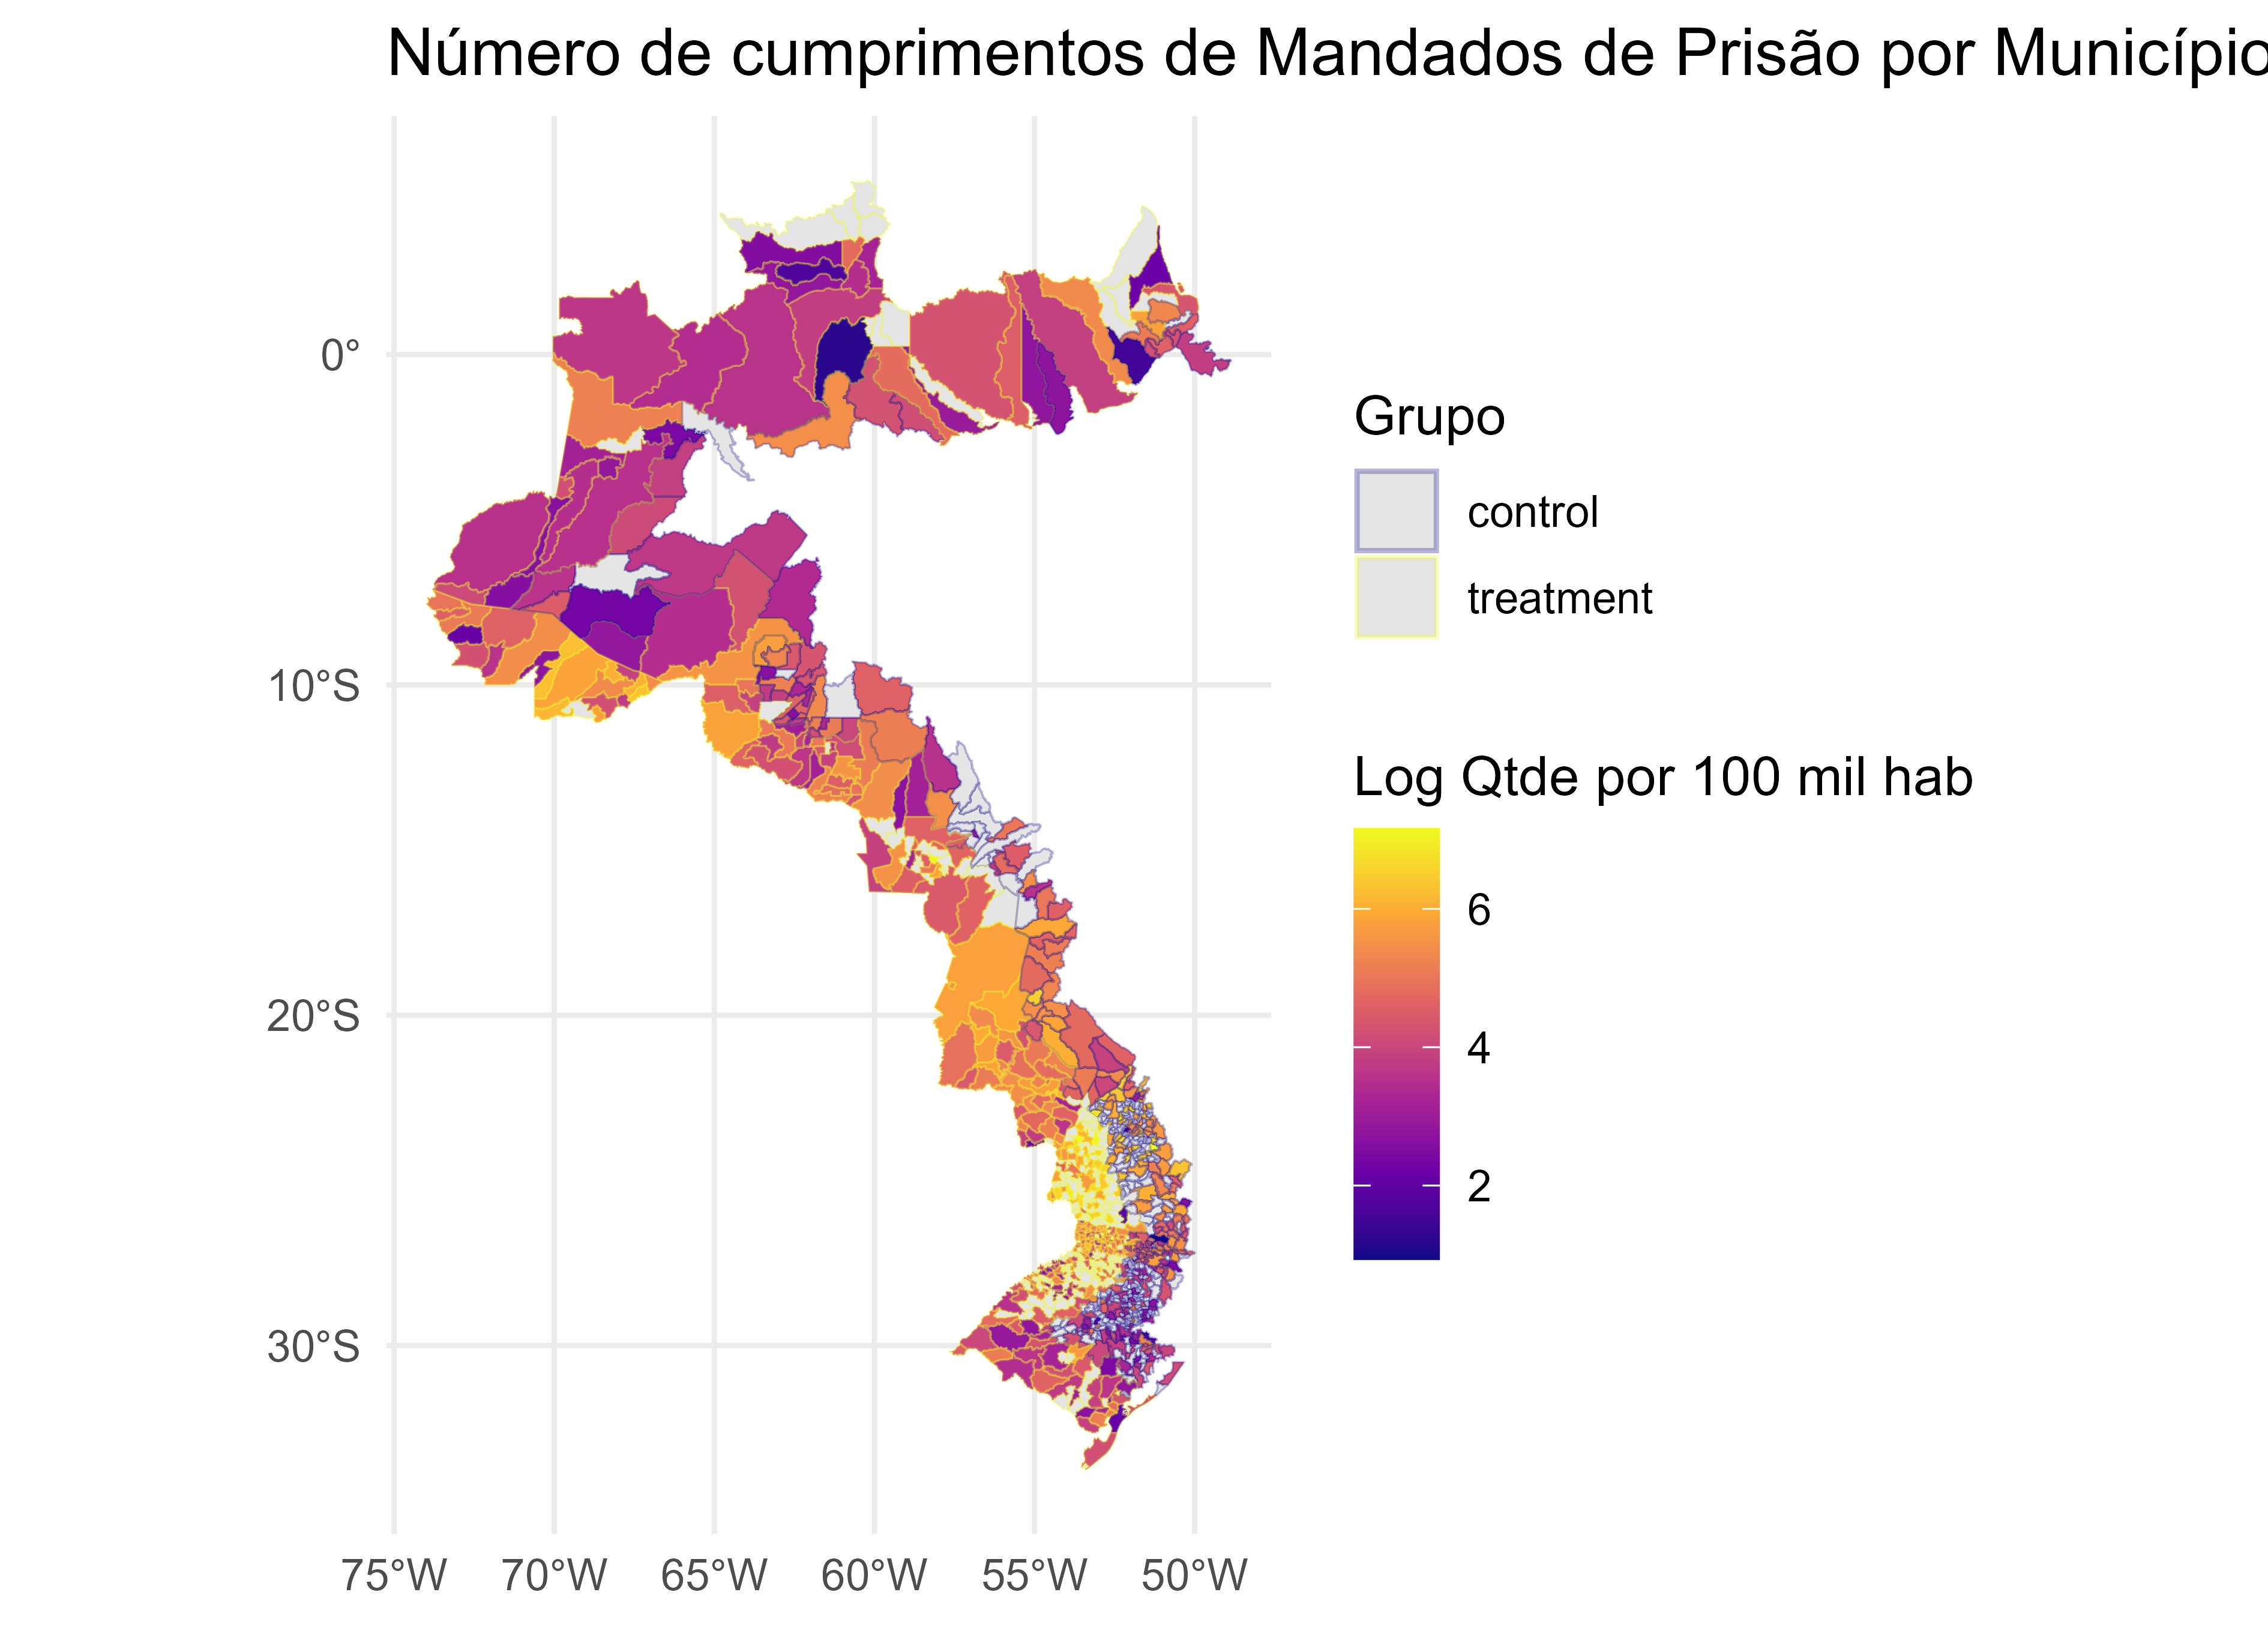 Número de cumprimentos de Mandados de Prisão por Município
0°
10°S
20°S
30°S
75°W 70°W 65°W 60°W 55°W 50°W
Grupo
control
treatment
Log Qtde por 100 mil hab
6
4
2